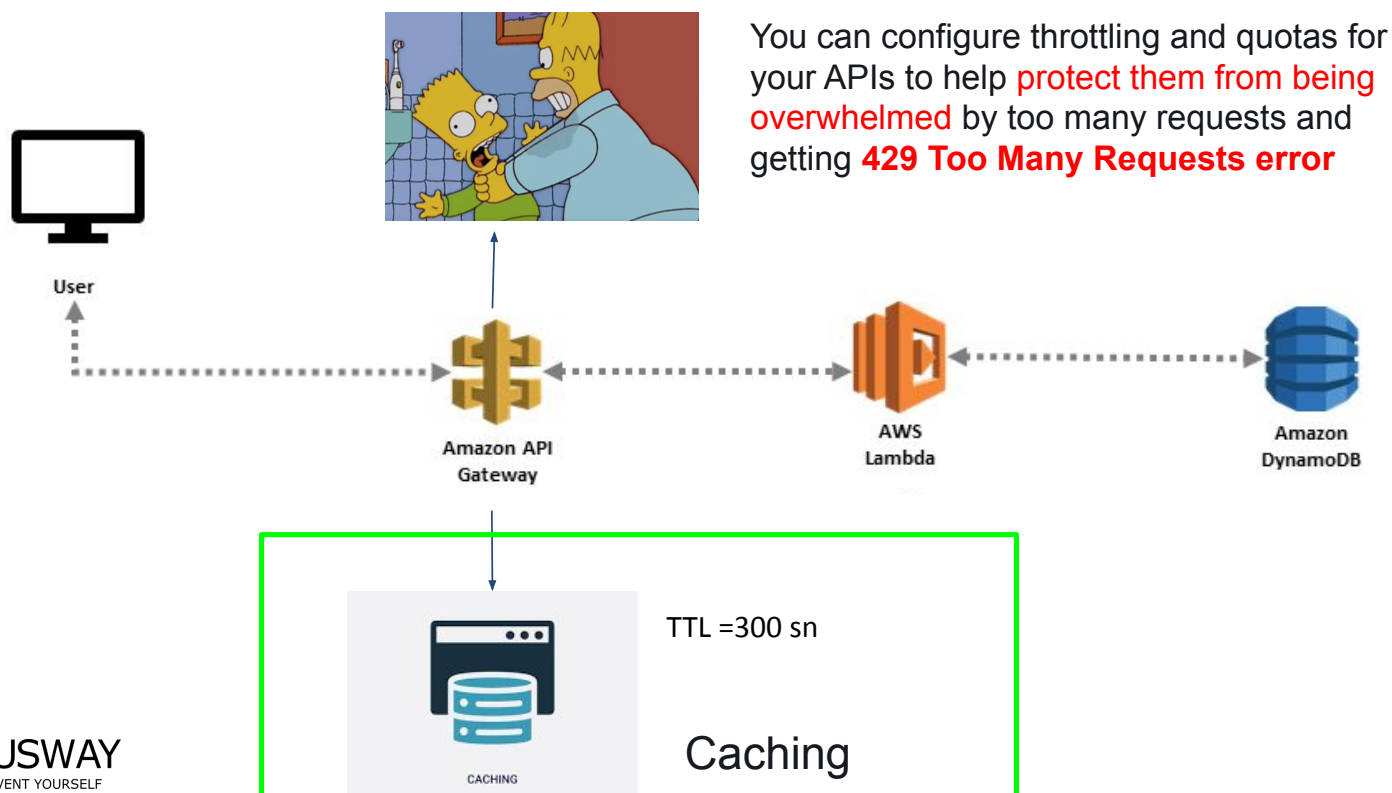 You can configure throttling and quotas for
your APIs to help protect them from being
overwhelmed by too many requests and
getting 429 Too Many Requests error
User
Amazon API
Gateway
AWS
Lambda
Amazon
DynamoDB
TTL =300 sn
Caching
CACHING
USWAY
VENT YOURSELF